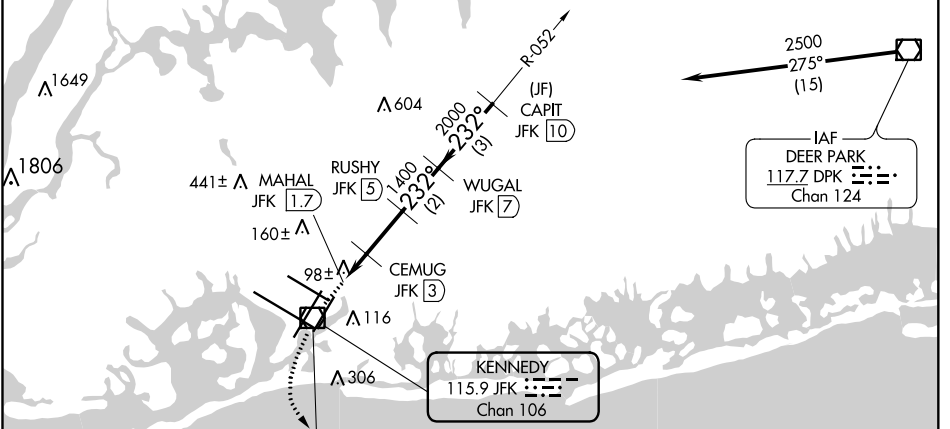 R-052
2500
275°
(15)
1649
604
(JF)
CAPIT
JFK 10
2000
232°
(3)
IAF
DEER PARK
117.7 DPK
Chan 124
1806
441±
MAHAL
JFK 1.7
RUSHY
JFK 5
1400
232°
(2)
WUGAL
JFK 7
160±
98±
CEMUG
JFK 3
116
306
KENNEDY
115.9 JFK
Chan 106